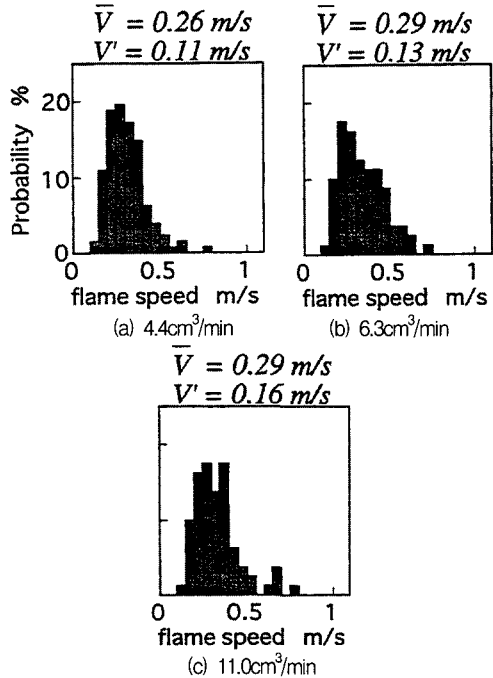 V̅ = 0.26 m/s
V' = 0.11 m/s
V̅ = 0.29 m/s
V' = 0.13 m/s
Probability %
20
10
0
0 0.5 1
flame speed m/s
(a) 4.4cm³/min
0 0.5 1
flame speed m/s
(b) 6.3cm³/min
V̅ = 0.29 m/s
V' = 0.16 m/s
0 0.5 1
flame speed m/s
(c) 11.0cm³/min